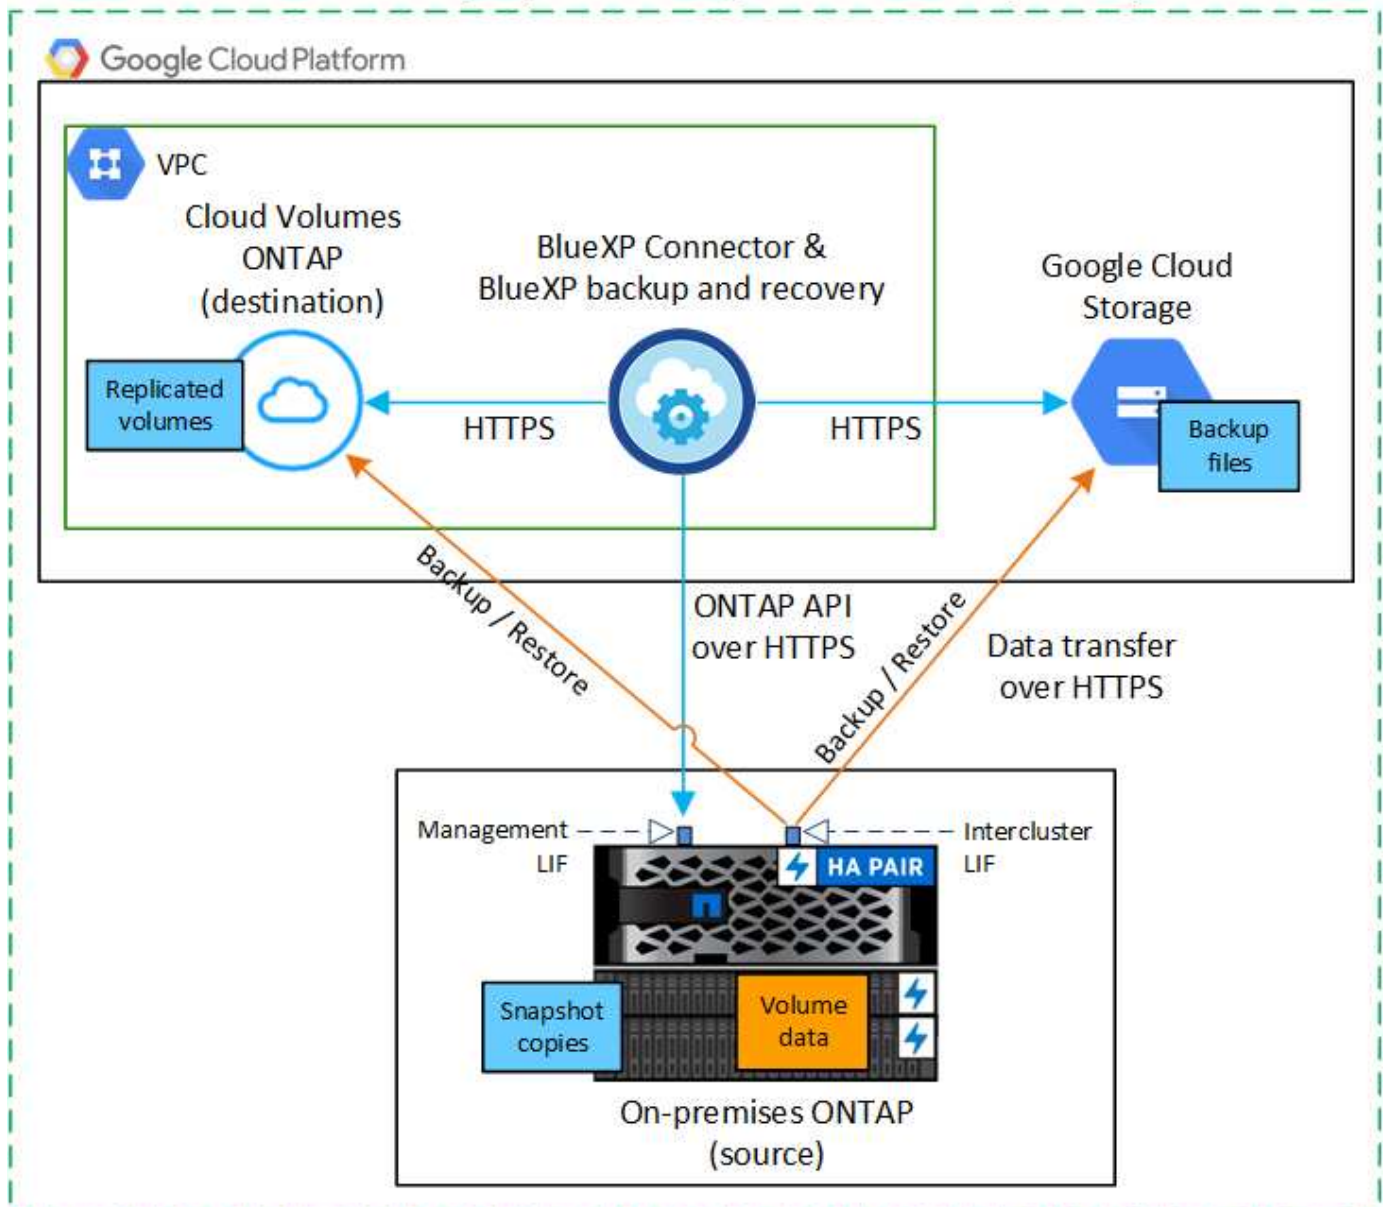 Google Cloud Platform
VPC
Cloud Volumes
ONTAP
(destination)
BlueXP Connector &
BlueXP backup and recovery
Google Cloud
Storage
Replicated
volumes
HTTPS
HTTPS
Backup
files
Backup / Restore
ONTAP API
over HTTPS
Backup / Restore
Data transfer
over HTTPS
Management
LIF
Intercluster
LIF
HA PAIR
Snapshot
copies
Volume
data
On-premises ONTAP
(source)